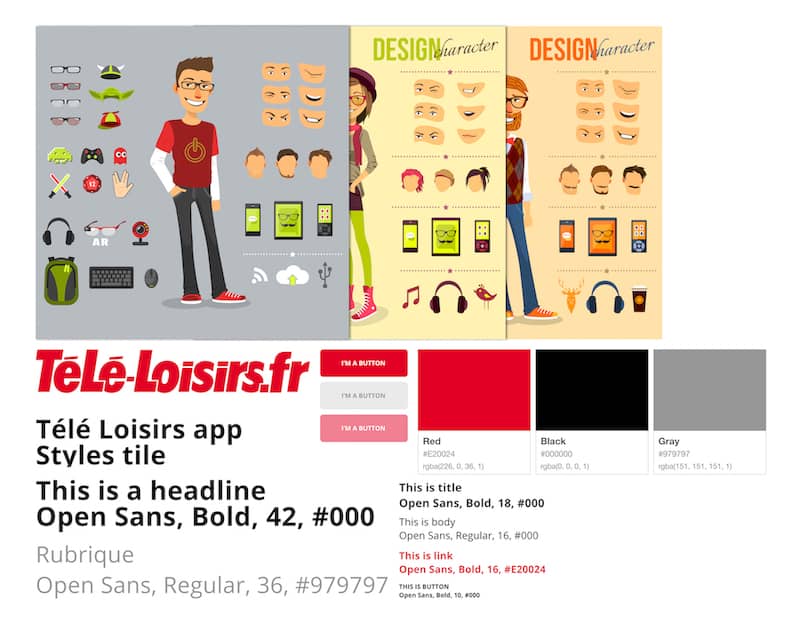 DESIGN character
DESIGN character
12
AR
TéLé-Loisirs.fr
I'M A BUTTON
I'M A BUTTON
I'M A BUTTON
Red
#E20024
rgba(226, 0, 36, 1)
Black
#000000
rgba(0, 0, 0, 1)
Gray
#979797
rgba(151, 151, 151, 1)
Télé Loisirs app
Styles tile
This is a headline
Open Sans, Bold, 42, #000
Rubrique
Open Sans, Regular, 36, #979797
This is title
Open Sans, Bold, 18, #000
This is body
Open Sans, Regular, 16, #000
This is link
Open Sans, Bold, 16, #E20024
THIS IS BUTTON
Open Sans, Bold, 10, #000